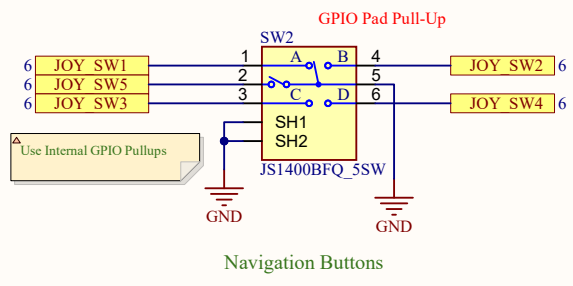 GPIO Pad Pull-Up
SW2
6 JOY_SW1 1 A B 4 JOY_SW2 6
6 JOY_SW5 2 5
6 JOY_SW3 3 C D 6 JOY_SW4 6
SH1
SH2
Use Internal GPIO Pullups
JS1400BFQ_5SW
GND
GND
Navigation Buttons